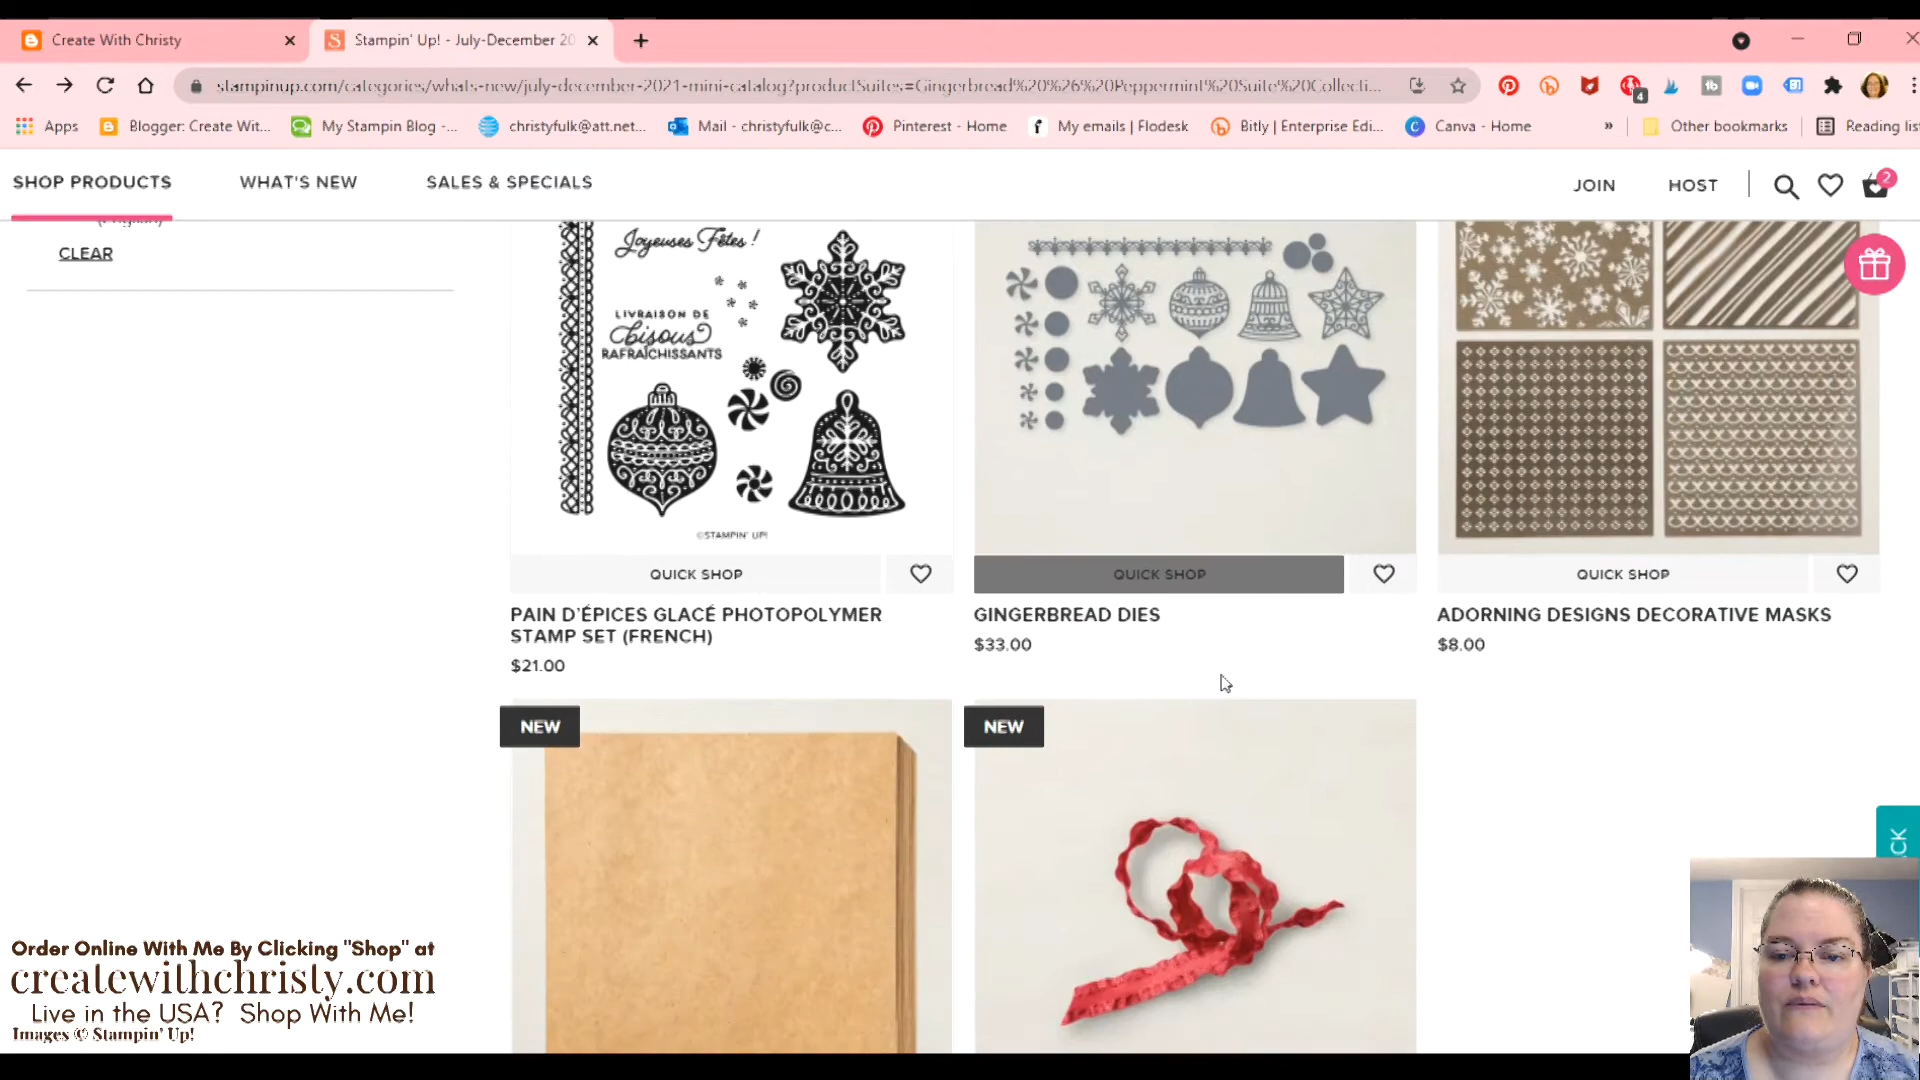 Create With Christy
Stampin' Up! - July-December 20
stampinup.com/categories/whats-new/july-december-2021-mini-catalog?productSuites=Gingerbread%20%26%20Peppermint%20Suite%20Collecti...
4
Apps
Blogger: Create Wit...
My Stampin Blog -...
christyfulk@att.net...
Mail - christyfulk@c...
Pinterest - Home
My emails | Flodesk
Bitly | Enterprise Edi...
Canva - Home
»
Other bookmarks
Reading list
SHOP PRODUCTS
WHAT'S NEW
SALES & SPECIALS
JOIN
HOST
2
CLEAR
Joyeuses Fêtes !
LIVRAISON DE
bisous
RAFRAÎCHISSANTS
©STAMPIN' UP!
QUICK SHOP
QUICK SHOP
QUICK SHOP
PAIN D'ÉPICES GLACÉ PHOTOPOLYMER
STAMP SET (FRENCH)
$21.00
GINGERBREAD DIES
$33.00
ADORNING DESIGNS DECORATIVE MASKS
$8.00
NEW
NEW
Order Online With Me By Clicking "Shop" at
createwithchristy.com
Live in the USA? Shop With Me!
Images © Stampin' Up!